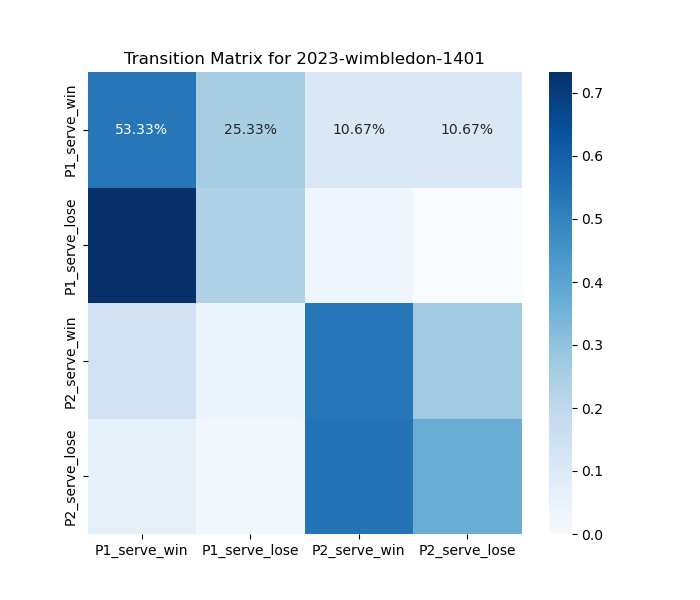 Transition Matrix for 2023-wimbledon-1401
P1_serve_win
53.33% 25.33% 10.67% 10.67%
P1_serve_lose
P2_serve_win
P2_serve_lose
P1_serve_win P1_serve_lose P2_serve_win P2_serve_lose
0.7
0.6
0.5
0.4
0.3
0.2
0.1
0.0